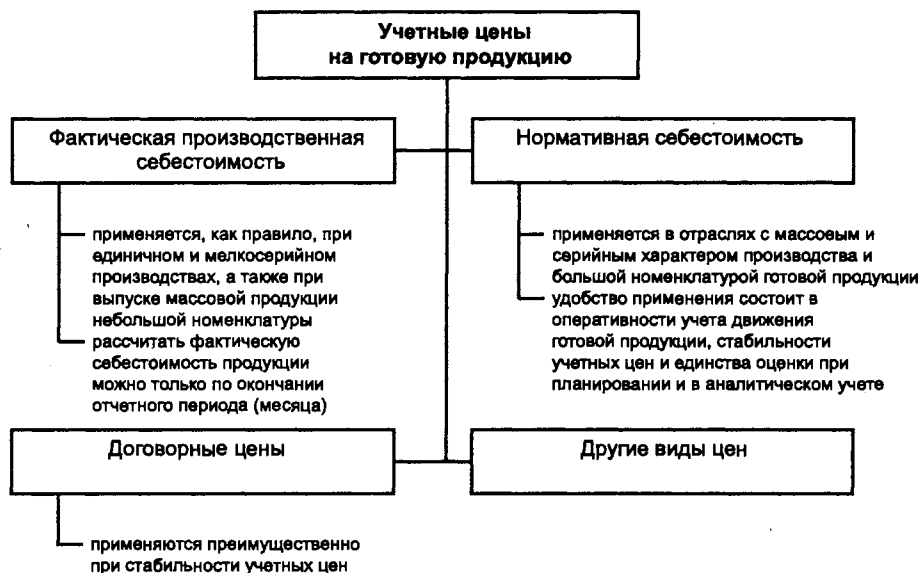 Учетные цены
на готовую продукцию
Фактическая производственная
себестоимость
применяется, как правило, при
единичном и мелкосерийном
производствах, а также при
выпуске массовой продукции
небольшой номенклатуры
рассчитать фактическую
себестоимость продукции
можно только по окончании
отчетного периода (месяца)
Нормативная себестоимость
применяется в отраслях с массовым и
серийным характером производства и
большой номенклатурой готовой продукции
удобство применения состоит в
оперативности учета движения
готовой продукции, стабильности
учетных цен и единства оценки при
планировании и в аналитическом учете
Договорные цены
применяются преимущественно
при стабильности учетных цен
Другие виды цен